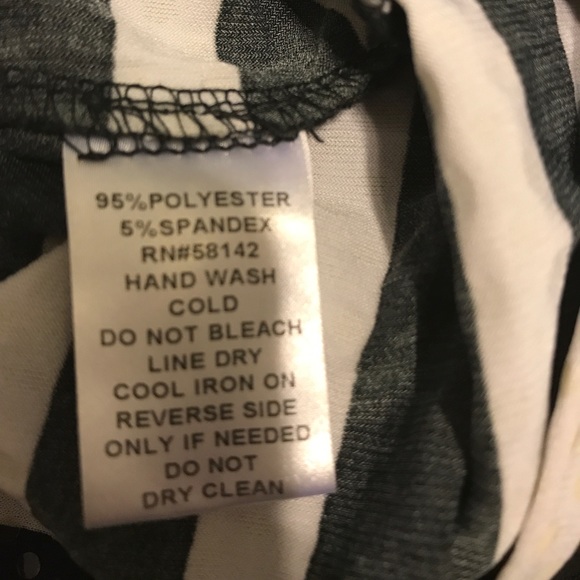 95%POLYESTER
5%SPANDEX
RN#58142
HAND WASH
COLD
DO NOT BLEACH
LINE DRY
COOL IRON ON
REVERSE SIDE
ONLY IF NEEDED
DO NOT
DRY CLEAN